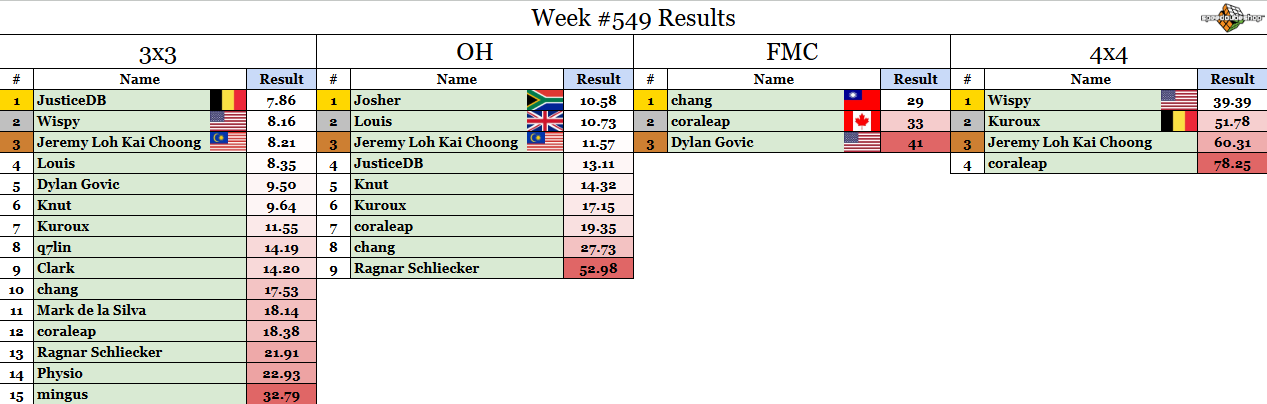 Week #549 Results
speedcubeshop
3x3 OH FMC 4x4
# Name Result # Name Result # Name Result # Name Result
1 JusticeDB 7.86 1 Josher 10.58 1 chang 29 1 Wispy 39.39
2 Wispy 8.16 2 Louis 10.73 2 coraleap 33 2 Kuroux 51.78
3 Jeremy Loh Kai Choong 8.21 3 Jeremy Loh Kai Choong 11.57 3 Dylan Govic 41 3 Jeremy Loh Kai Choong 60.31
4 Louis 8.35 4 JusticeDB 13.11 4 coraleap 78.25
5 Dylan Govic 9.50 5 Knut 14.32
6 Knut 9.64 6 Kuroux 17.15
7 Kuroux 11.55 7 coraleap 19.35
8 q7lin 14.19 8 chang 27.73
9 Clark 14.20 9 Ragnar Schliecker 52.98
10 chang 17.53
11 Mark de la Silva 18.14
12 coraleap 18.38
13 Ragnar Schliecker 21.91
14 Physio 22.93
15 mingus 32.79